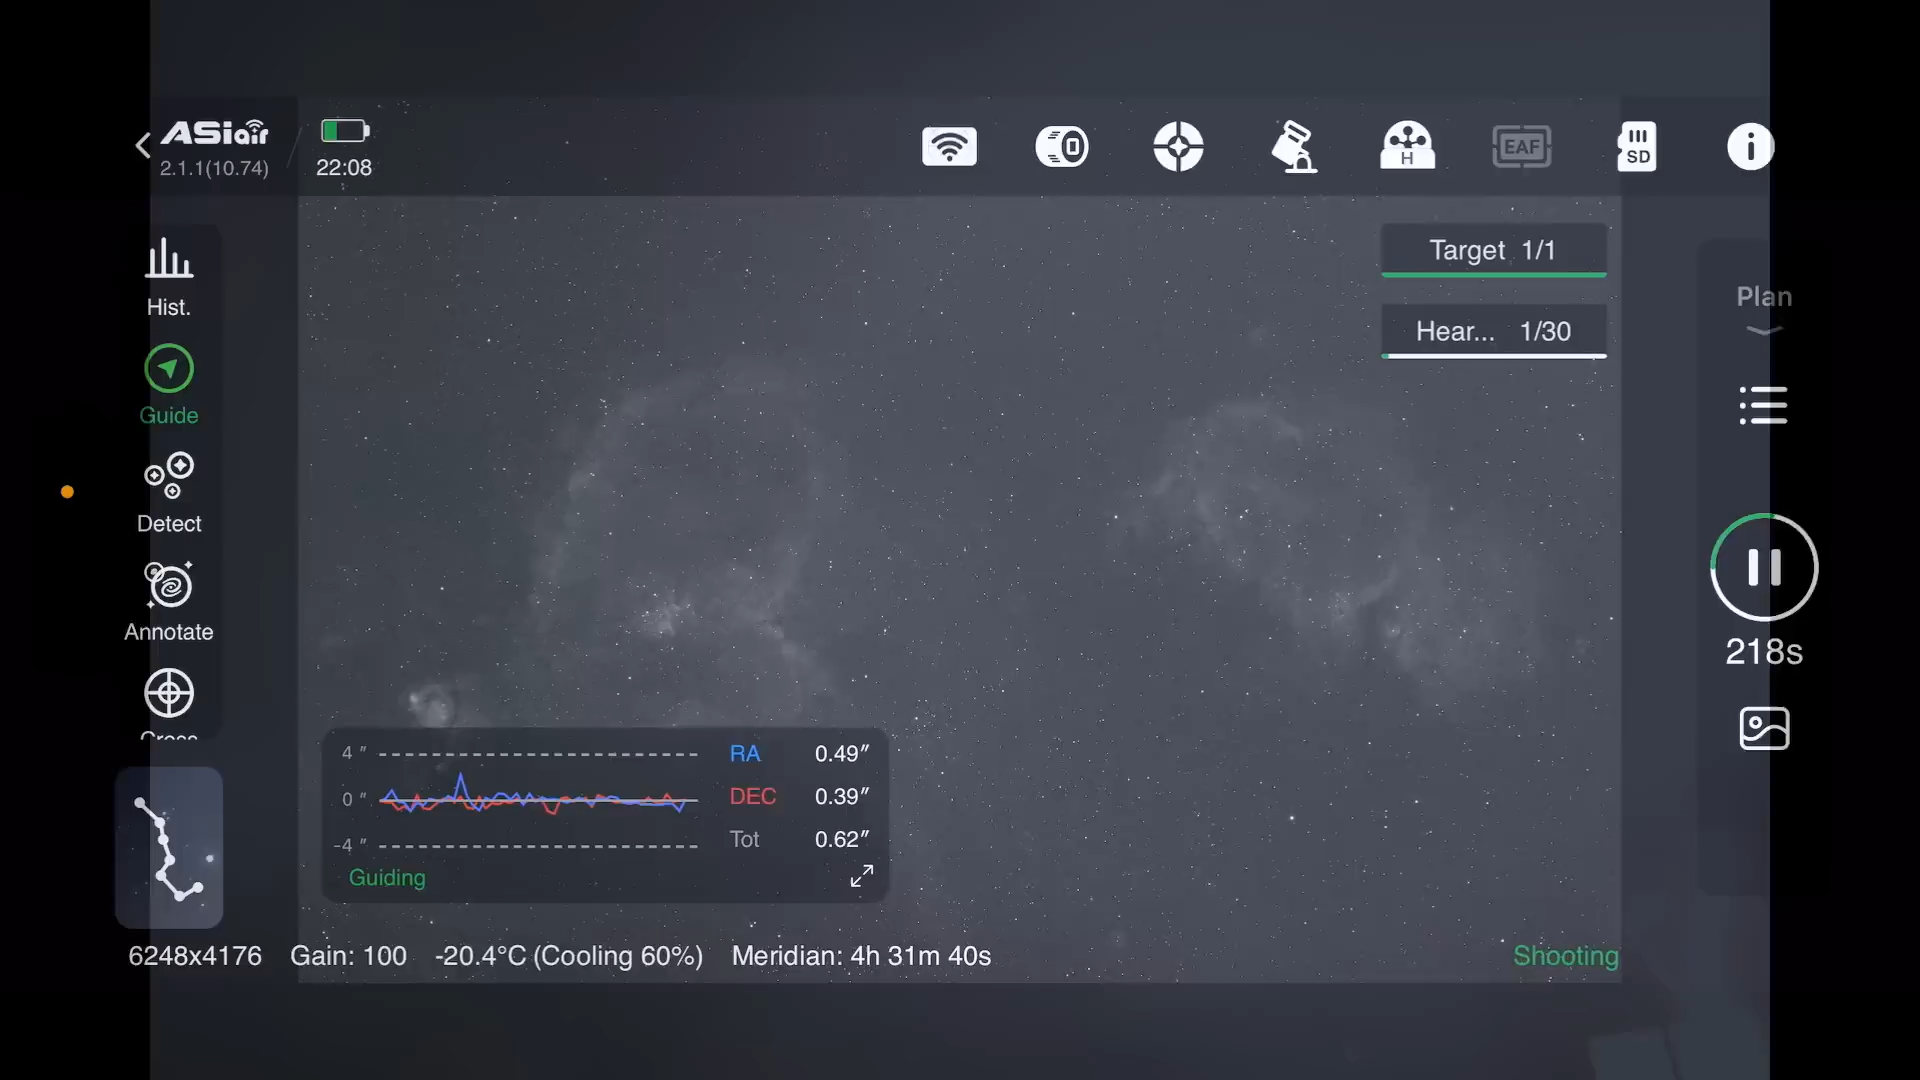 ASiair
2.1.1(10.74)
22:08
H
EAF
SD
Target 1/1
Hear... 1/30
Plan
Hist.
Guide
Detect
Annotate
Cross
218s
4 ″
0 ″
-4 ″
RA 0.49″
DEC 0.39″
Tot 0.62″
Guiding
6248x4176 Gain: 100 -20.4°C (Cooling 60%) Meridian: 4h 31m 40s
Shooting